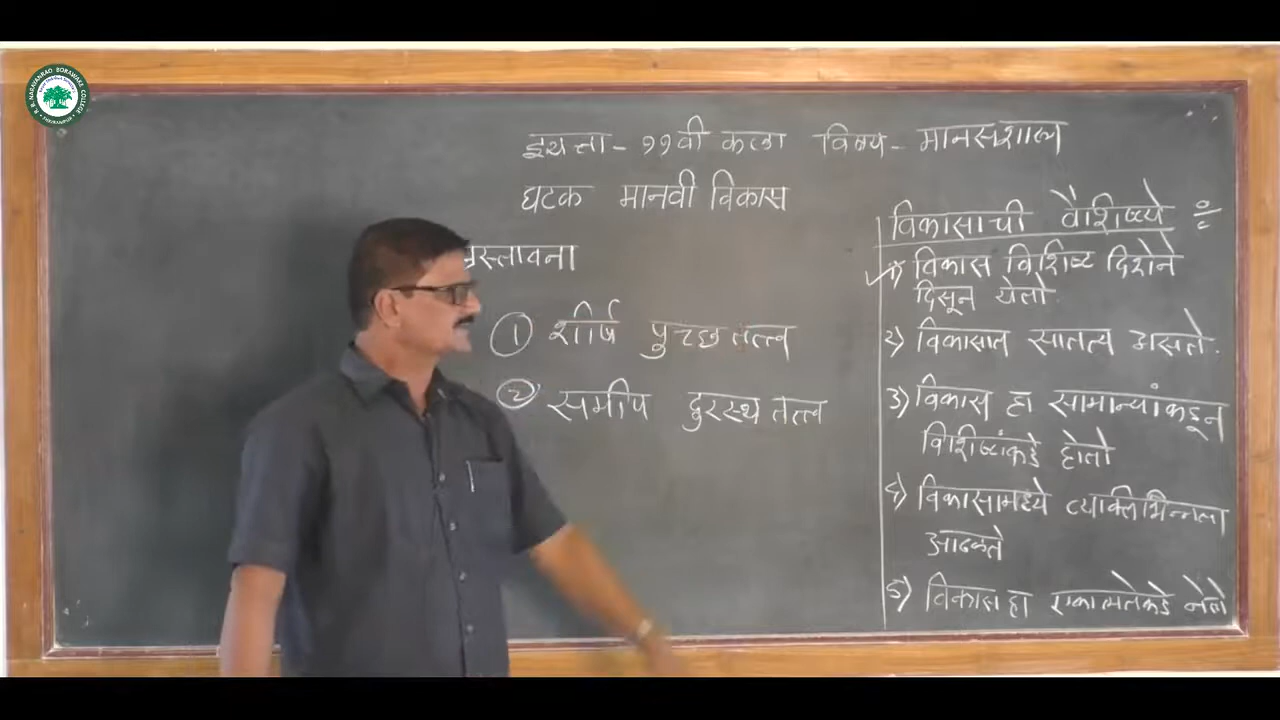 इयत्ता - ११वी कला विषय - मानसशास्त्र
घटक मानवी विकास
प्रस्तावना
① शीर्ष पुच्छ तत्त्व
② समीप दुरस्थ तत्त्व
विकासाची वैशिष्ट्ये ÷
१) विकास विशिष्ट दिशेने
दिसून येतो.
२) विकासात सातत्य असते.
३) विकास हा सामान्यांकडून
विशिष्टांकडे होतो
४) विकासामध्ये व्यक्तिभिन्नता
आढळते
५) विकास हा एकात्मतेकडे नेतो